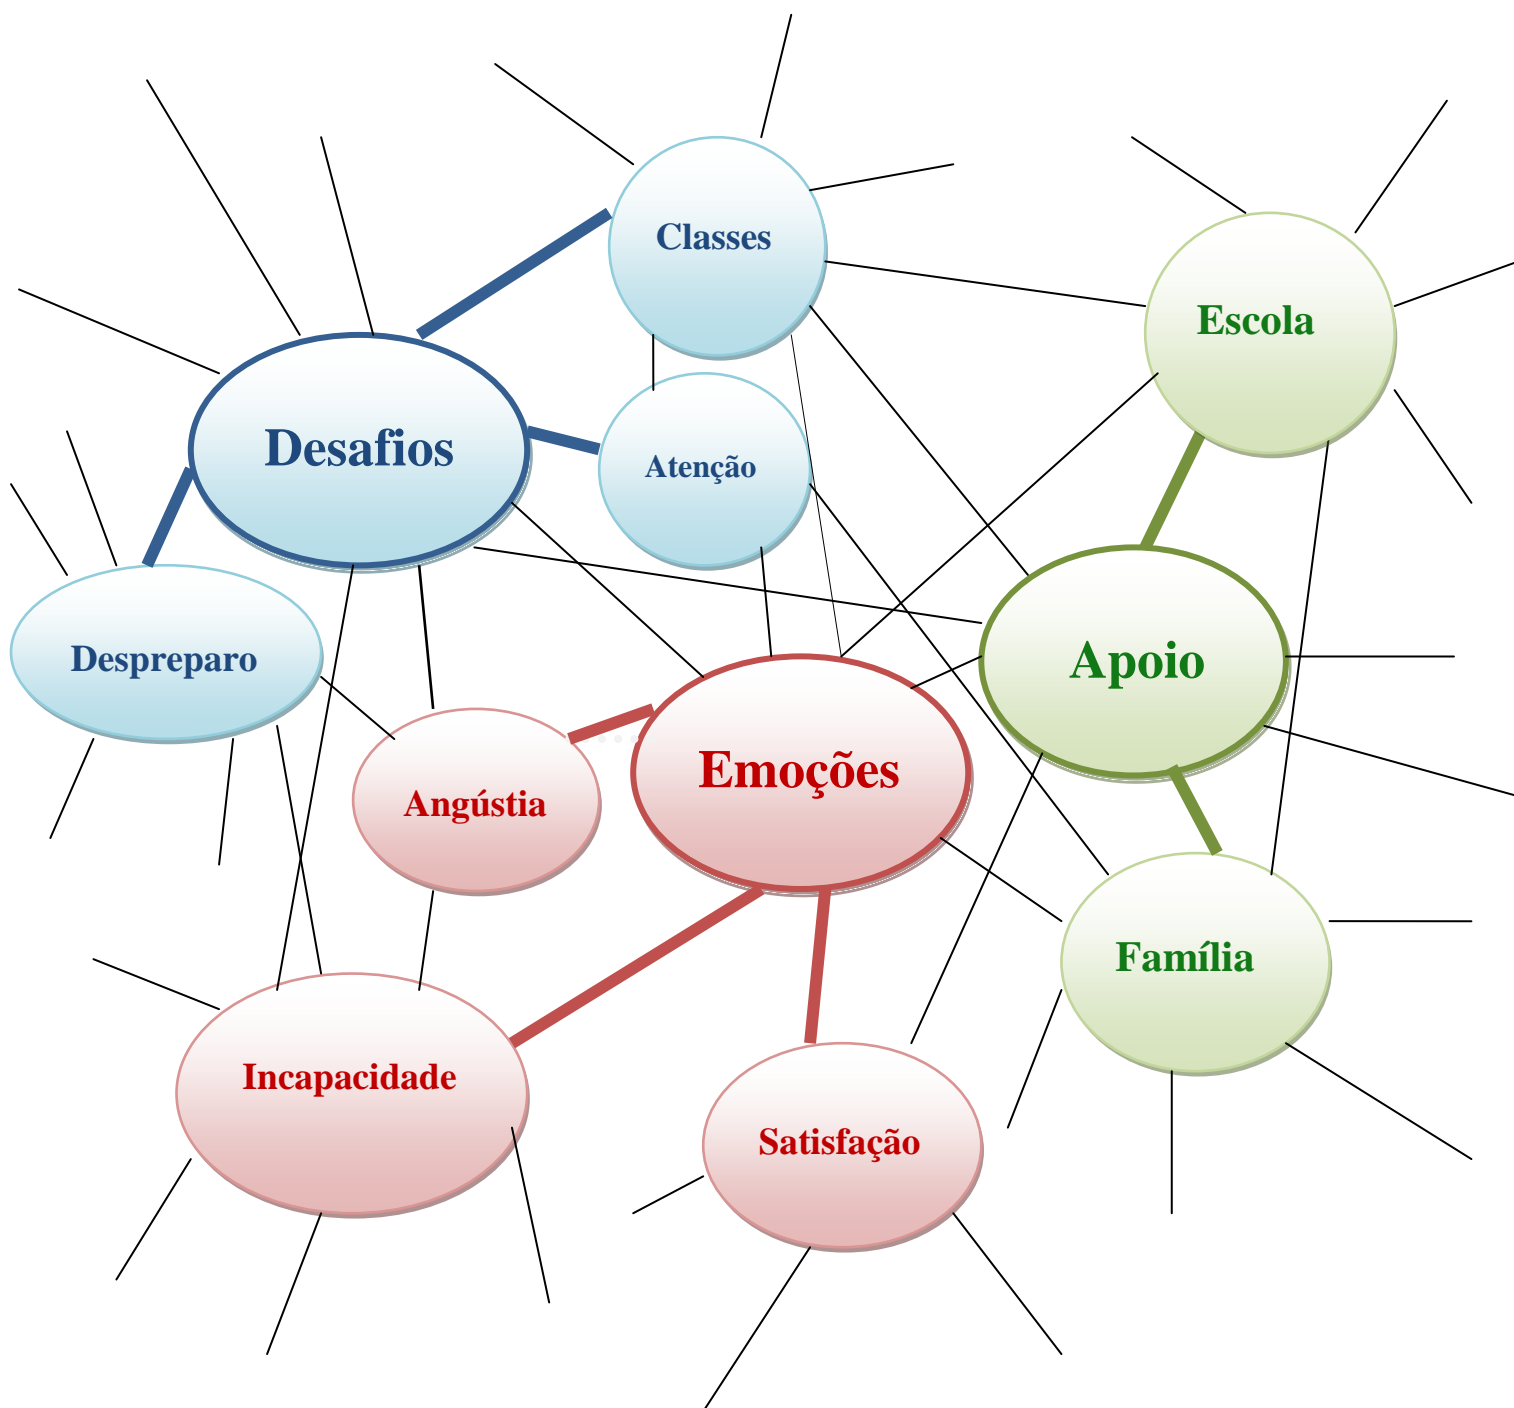 Classes
Escola
Desafios
Atenção
Despreparo
Apoio
Emoções
Angústia
Família
Incapacidade
Satisfação